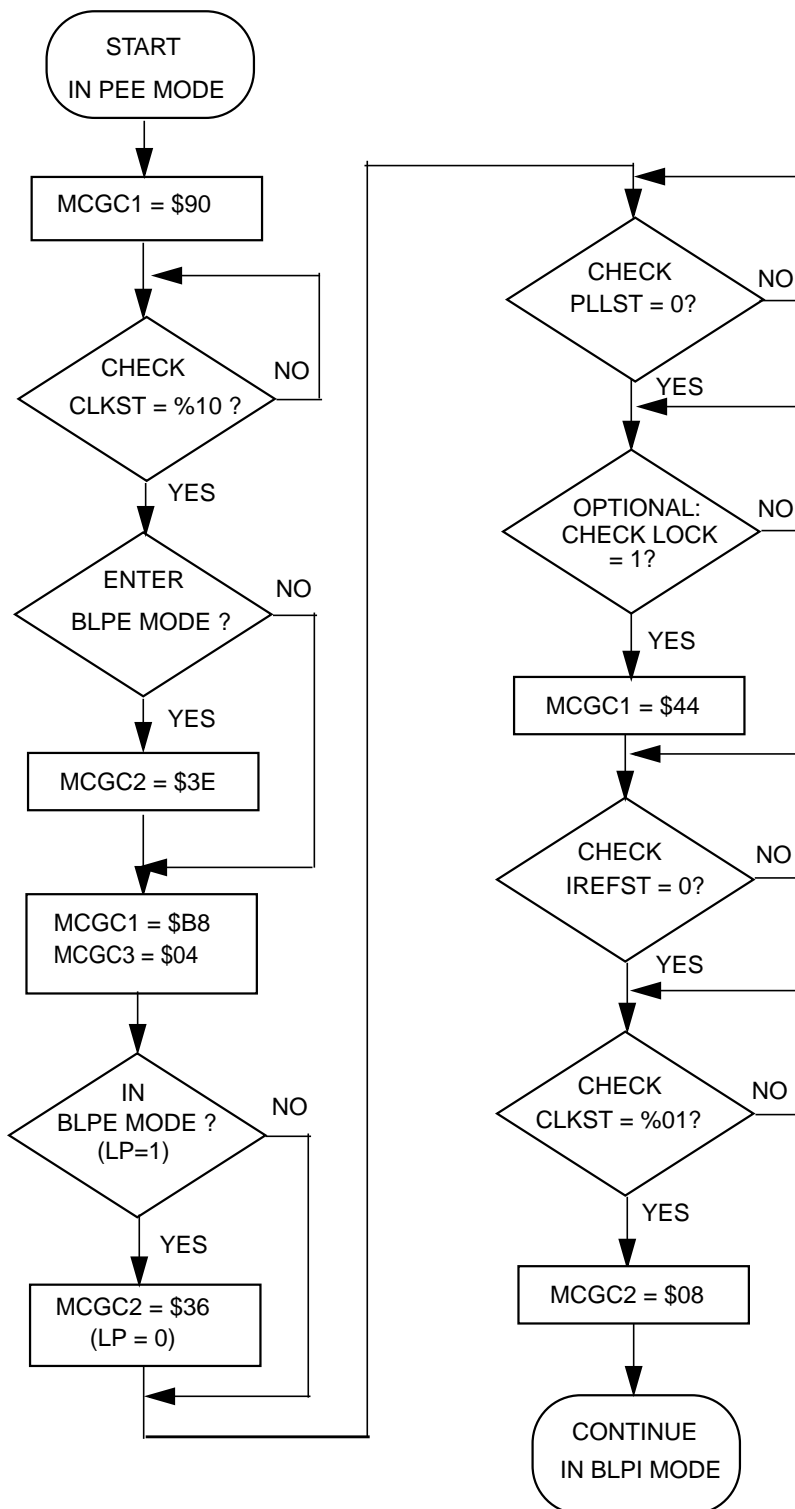 START
IN PEE MODE
MCGC1 = $90
CHECK
CLKST = %10 ?
NO
YES
ENTER
BLPE MODE ?
NO
YES
MCGC2 = $3E
MCGC1 = $B8
MCGC3 = $04
IN
BLPE MODE ?
(LP=1)
NO
YES
MCGC2 = $36
(LP = 0)
CHECK
PLLST = 0?
NO
YES
OPTIONAL:
CHECK LOCK
= 1?
NO
YES
MCGC1 = $44
CHECK
IREFST = 0?
NO
YES
CHECK
CLKST = %01?
NO
YES
MCGC2 = $08
CONTINUE
IN BLPI MODE